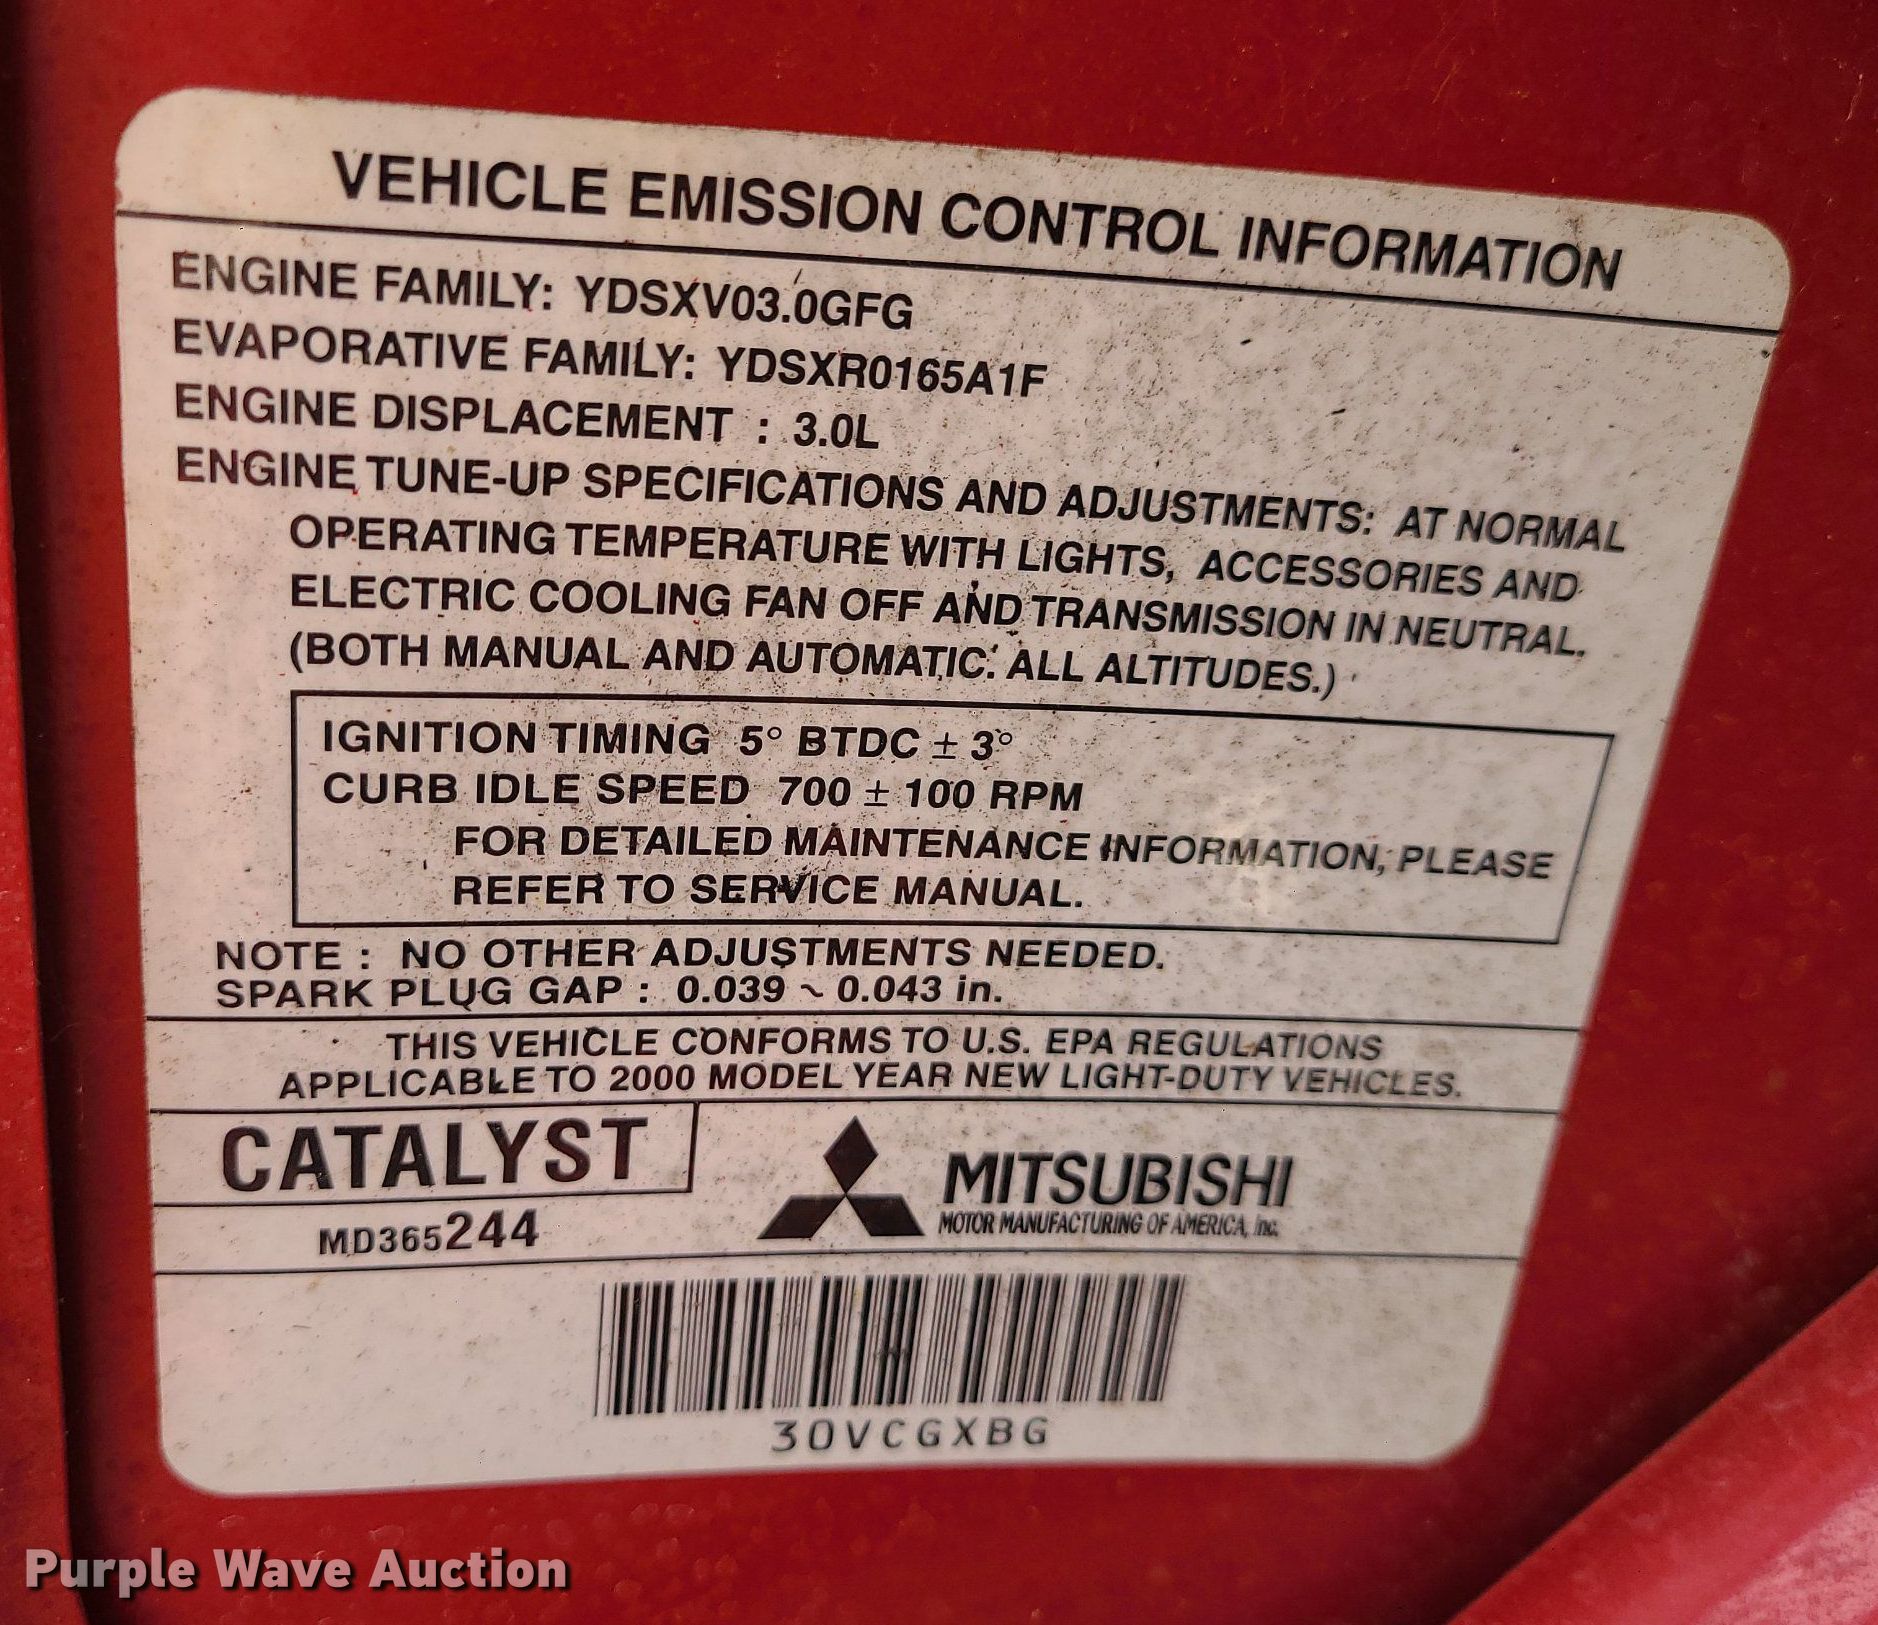 VEHICLE EMISSION CONTROL INFORMATION
ENGINE FAMILY: YDSXV03.0GFG
EVAPORATIVE FAMILY: YDSXR0165A1F
ENGINE DISPLACEMENT : 3.0L
ENGINE TUNE-UP SPECIFICATIONS AND ADJUSTMENTS: AT NORMAL
OPERATING TEMPERATURE WITH LIGHTS, ACCESSORIES AND
ELECTRIC COOLING FAN OFF AND TRANSMISSION IN NEUTRAL.
(BOTH MANUAL AND AUTOMATIC. ALL ALTITUDES.)
IGNITION TIMING 5° BTDC ± 3°
CURB IDLE SPEED 700 ± 100 RPM
FOR DETAILED MAINTENANCE INFORMATION, PLEASE
REFER TO SERVICE MANUAL.
NOTE : NO OTHER ADJUSTMENTS NEEDED.
SPARK PLUG GAP : 0.039 ~ 0.043 in.
THIS VEHICLE CONFORMS TO U.S. EPA REGULATIONS
APPLICABLE TO 2000 MODEL YEAR NEW LIGHT-DUTY VEHICLES.
CATALYST
MD365244
MITSUBISHI
MOTOR MANUFACTURING OF AMERICA, Inc.
30VCGXBG
Purple Wave Auction